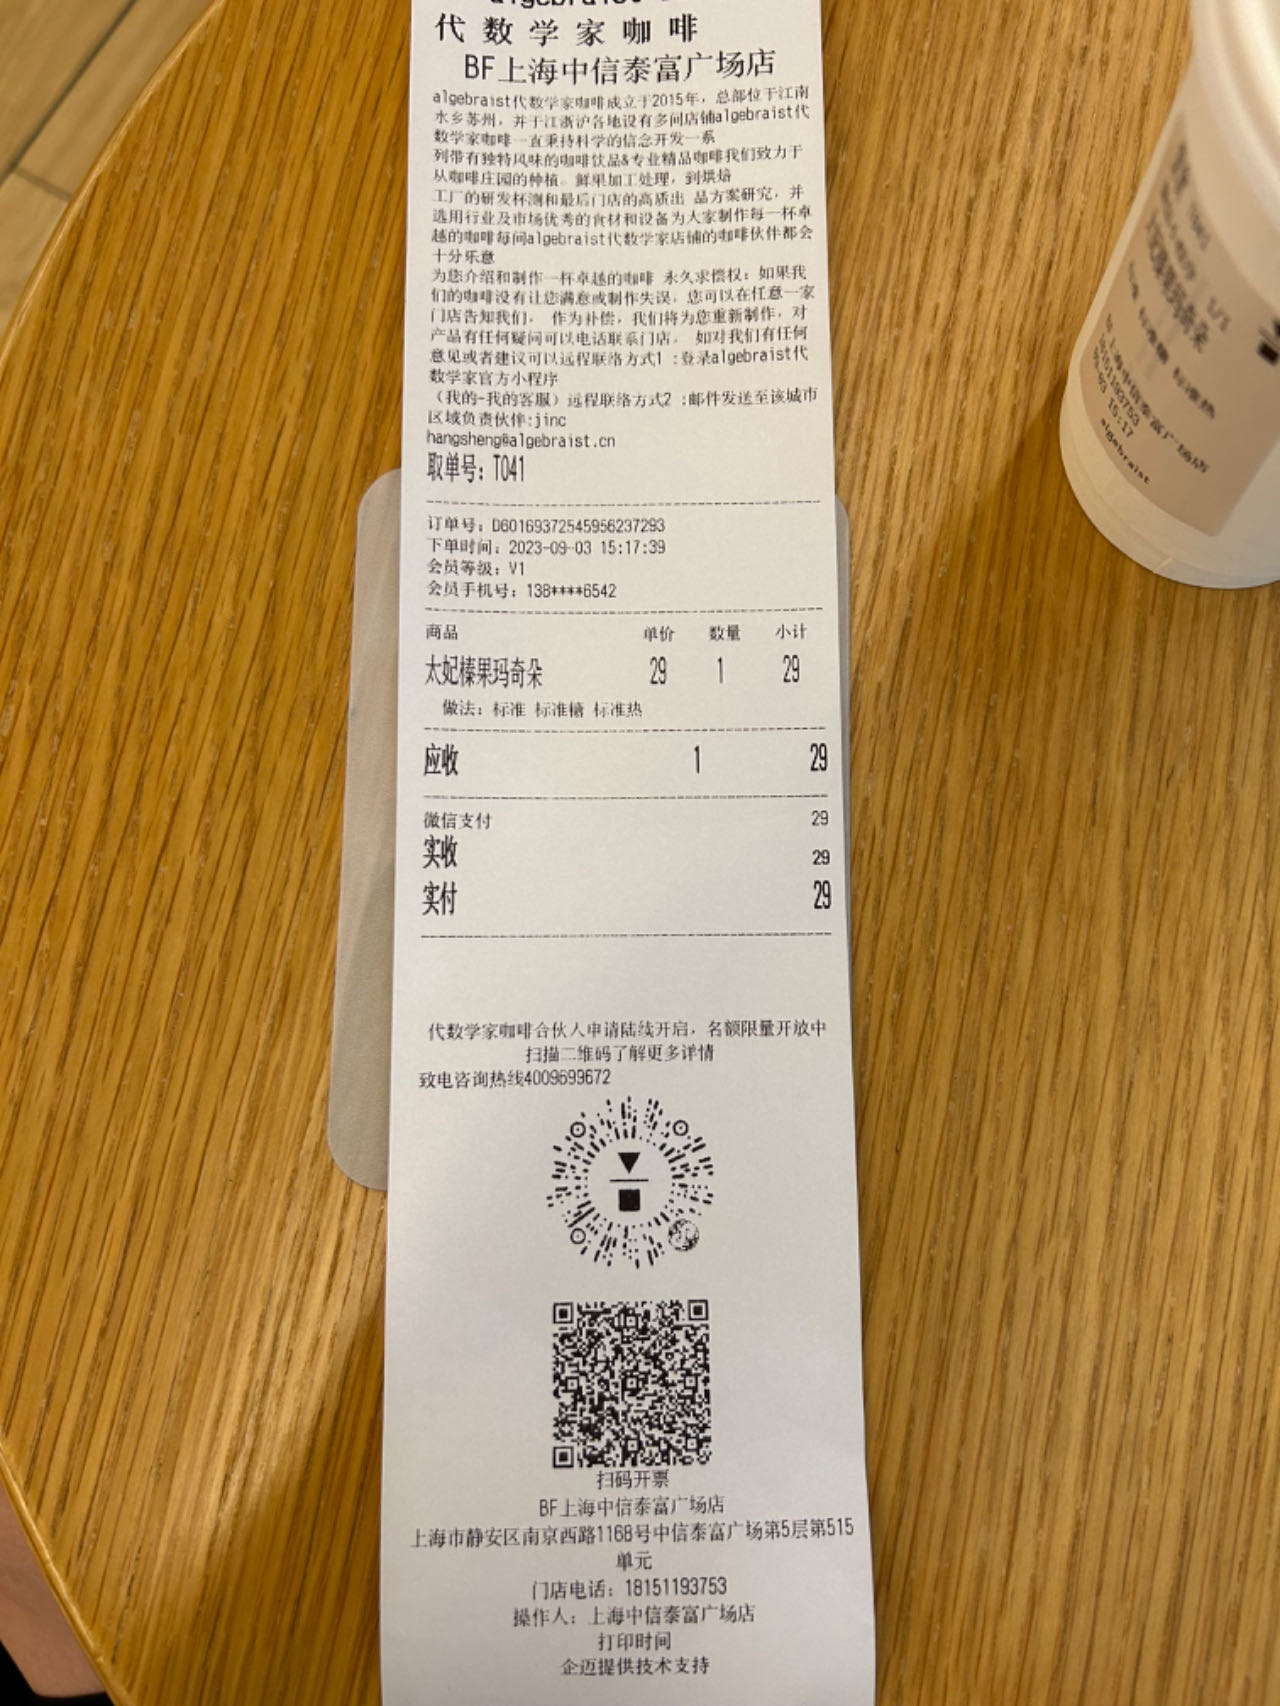 代数学家咖啡
BF上海中信泰富广场店
algebraist代数学家咖啡成立于2015年，总部位于江南
水乡苏州，并于江浙沪各地设有多间店铺algebraist代
数学家咖啡一直秉持科学的信念开发一系
列带有独特风味的咖啡饮品&专业精品咖啡我们致力于
从咖啡庄园的种植。鲜果加工处理，到烘焙
工厂的研发杯测和最后门店的高质出 品方案研究，并
选用行业及市场优秀的食材和设备为大家制作每一杯卓
越的咖啡每间algebraist代数学家店铺的咖啡伙伴都会
十分乐意
为您介绍和制作一杯卓越的咖啡 永久求偿权：如果我
们的咖啡没有让您满意或制作失误，您可以在任意一家
门店告知我们， 作为补偿，我们将为您重新制作，对
产品有任何疑问可以电话联系门店， 如对我们有任何
意见或者建议可以远程联络方式1 :登录algebraist代
数学家官方小程序
（我的-我的客服）远程联络方式2 :邮件发送至该城市
区域负责伙伴:jinc
hangsheng@algebraist.cn
取单号：T041
订单号：D60169372545956237293
下单时间：2023-09-03 15:17:39
会员等级：V1
会员手机号：138****6542
商品 单价 数量 小计
太妃榛果玛奇朵 29 1 29
做法：标准 标准糖 标准热
应收 1 29
微信支付 29
实收 29
实付 29
代数学家咖啡合伙人申请陆续开启，名额限量开放中
扫描二维码了解更多详情
致电咨询热线4009699672
扫码开票
BF上海中信泰富广场店
上海市静安区南京西路1168号中信泰富广场第5层第515
单元
门店电话：18151193753
操作人：上海中信泰富广场店
打印时间
企迈提供技术支持
1/1
标准糖 标准热
上海中信泰富广场店
18151193753
09-03 15:17
algebraist